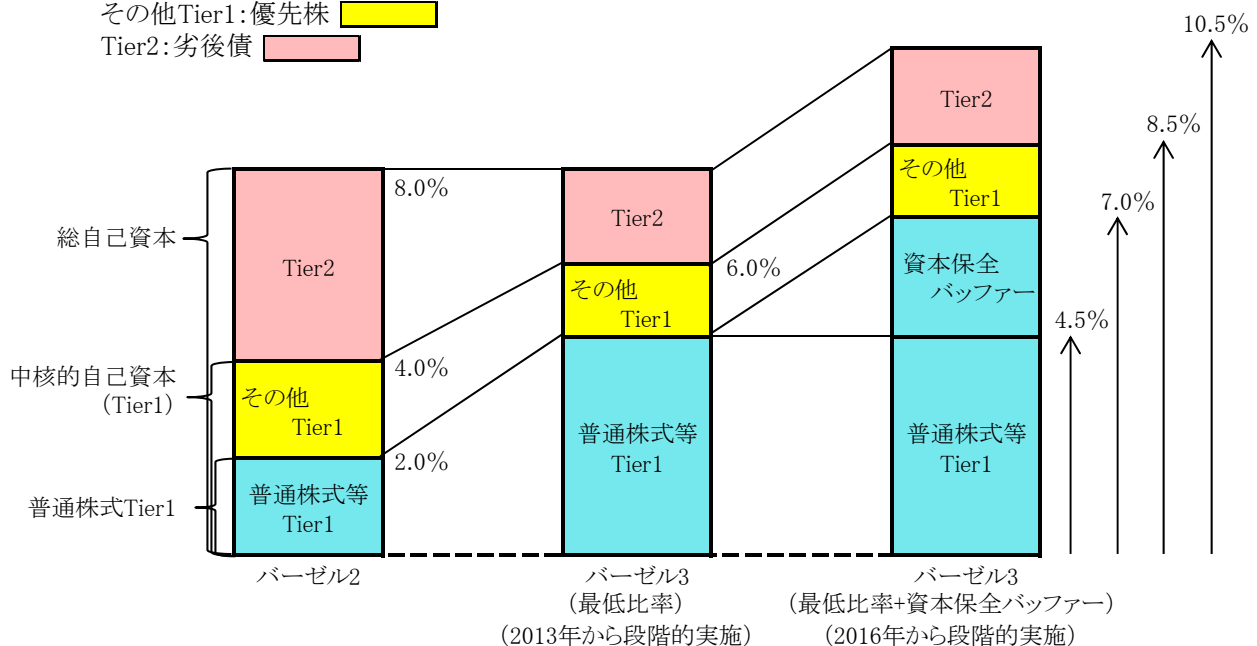 その他Tier1:優先株
Tier2:劣後債
総自己資本
中核的自己資本
(Tier1)
普通株式Tier1
Tier2
その他
Tier1
普通株式等
Tier1
8.0%
4.0%
2.0%
バーゼル2
Tier2
その他
Tier1
普通株式等
Tier1
6.0%
バーゼル3
(最低比率)
(2013年から段階的実施)
Tier2
その他
Tier1
資本保全
バッファー
普通株式等
Tier1
バーゼル3
(最低比率+資本保全バッファー)
(2016年から段階的実施)
4.5%
7.0%
8.5%
10.5%